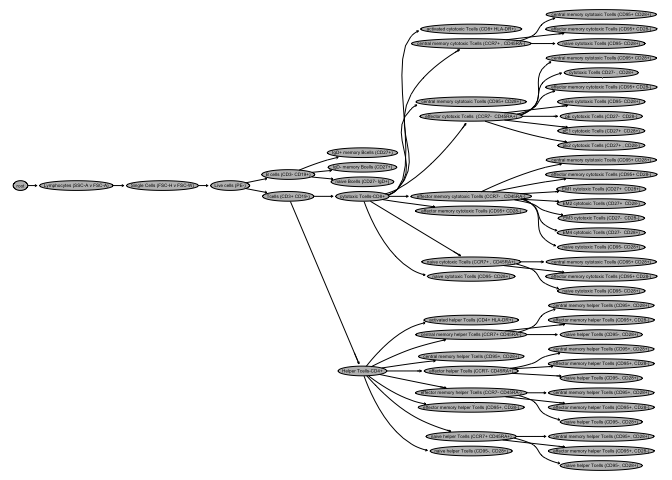 root
Lymphocytes (SSC-A v FSC-A)
Single Cells (FSC-H v FSC-W)
Live cells (PE-)
B cells (CD3- CD19+)
Tcells (CD3+ CD19-)
IgD+ memory Bcells (CD27+)
IgD- memory Bcells (CD27+)
naive Bcells (CD27- IgD+)
cytotoxic Tcells-CD8+
Helper Tcells-CD4+
activated cytotoxic Tcells (CD8+ HLA-DR+)
central memory cytotoxic Tcells (CCR7+ , CD45RA-)
central memory cytotoxic Tcells (CD95+ CD28+)
effector cytotoxic Tcells (CCR7- CD45RA+)
effector memory cytotoxic Tcells (CCR7- , CD45RA-)
effector memory cytotoxic Tcells (CD95+ CD28-)
naive cytotoxic Tcells (CCR7+ , CD45RA+)
naive cytotoxic Tcells (CD95- CD28+)
activated helper Tcells (CD4+ HLA-DR+)
central memory helper Tcells (CCR7+ CD45RA-)
central memory helper Tcells (CD95+, CD28+)
effector helper Tcells (CCR7- CD45RA+)
effector memory helper Tcells (CCR7- CD45RA-)
effector memory helper Tcells (CD95+, CD28-)
naive helper Tcells (CCR7+ CD45RA+)
naive helper Tcells (CD95-, CD28+)
central memory cytotoxic Tcells (CD95+ CD28+)
effector memory cytotoxic Tcells (CD95+ CD28-)
naive cytotoxic Tcells (CD95- CD28+)
central memory cytotoxic Tcells (CD95+ CD28+)
cytotoxic Tcells CD27- , CD28+
effector memory cytotoxic Tcells (CD95+ CD28-)
naive cytotoxic Tcells (CD95- CD28+)
pE cytotoxic Tcells (CD27- , CD28-)
pE1 cytotoxic Tcells (CD27+ , CD28+)
pE2 cytotoxic Tcells (CD27+ , CD28-)
central memory cytotoxic Tcells (CD95+ CD28+)
effector memory cytotoxic Tcells (CD95+ CD28-)
EM1 cytotoxic Tcells (CD27+ , CD28+)
EM2 cytotoxic Tcells (CD27+ , CD28-)
EM3 cytotoxic Tcells (CD27- , CD28-)
EM4 cytotoxic Tcells (CD27- , CD28+)
naive cytotoxic Tcells (CD95- CD28+)
central memory cytotoxic Tcells (CD95+ CD28+)
effector memory cytotoxic Tcells (CD95+ CD28-)
naive cytotoxic Tcells (CD95- CD28+)
central memory helper Tcells (CD95+, CD28+)
effector memory helper Tcells (CD95+, CD28-)
naive helper Tcells (CD95-, CD28+)
central memory helper Tcells (CD95+, CD28+)
effector memory helper Tcells (CD95+, CD28-)
naive helper Tcells (CD95-, CD28+)
central memory helper Tcells (CD95+, CD28+)
effector memory helper Tcells (CD95+, CD28-)
naive helper Tcells (CD95-, CD28+)
central memory helper Tcells (CD95+, CD28+)
effector memory helper Tcells (CD95+, CD28-)
naive helper Tcells (CD95-, CD28+)